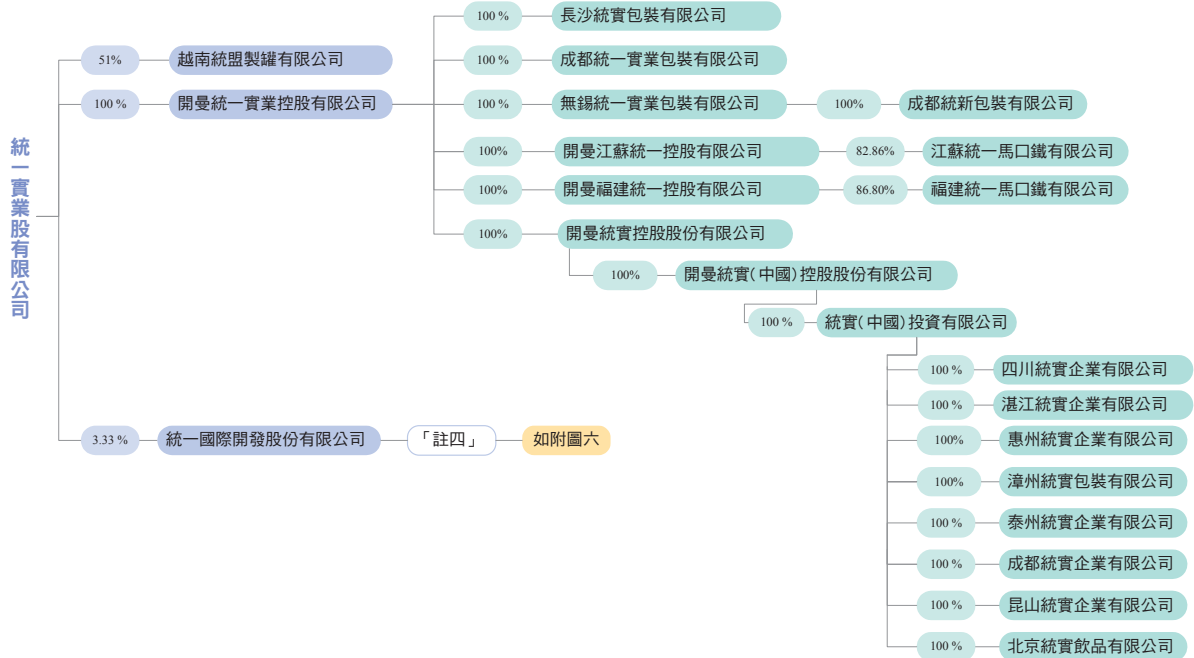 統一實業股有限公司
51%
越南統盟製罐有限公司
100 %
開曼統一實業控股有限公司
100 %
長沙統實包裝有限公司
100 %
成都統一實業包裝有限公司
100 %
無錫統一實業包裝有限公司
100%
成都統新包裝有限公司
100%
開曼江蘇統一控股有限公司
82.86%
江蘇統一馬口鐵有限公司
100%
開曼福建統一控股有限公司
86.80%
福建統一馬口鐵有限公司
100%
開曼統實控股股份有限公司
100%
開曼統實(中國)控股股份有限公司
100 %
統實(中國)投資有限公司
100 %
四川統實企業有限公司
100 %
湛江統實企業有限公司
100%
惠州統實企業有限公司
100%
漳州統實包裝有限公司
100 %
泰州統實企業有限公司
100 %
成都統實企業有限公司
100 %
昆山統實企業有限公司
100 %
北京統實飲品有限公司
3.33 %
統一國際開發股份有限公司
「註四」
如附圖六